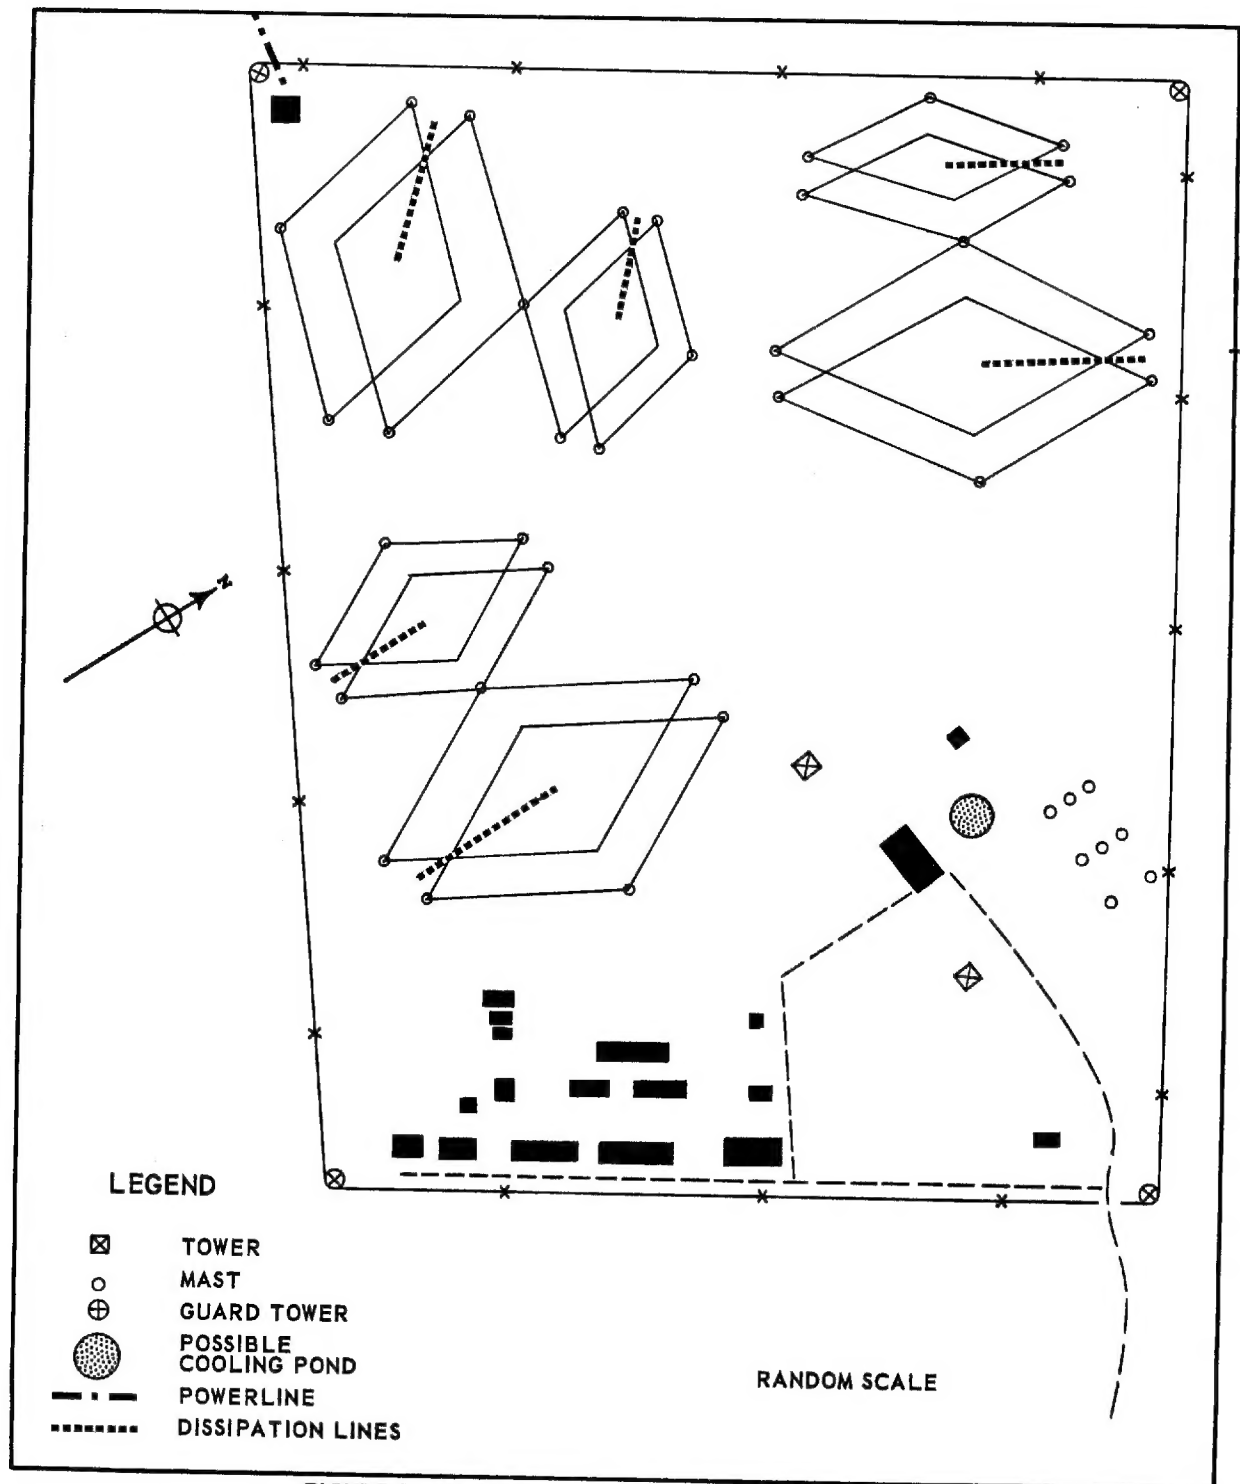 N
LEGEND
TOWER
MAST
GUARD TOWER
POSSIBLE
COOLING POND
POWERLINE
DISSIPATION LINES
RANDOM SCALE